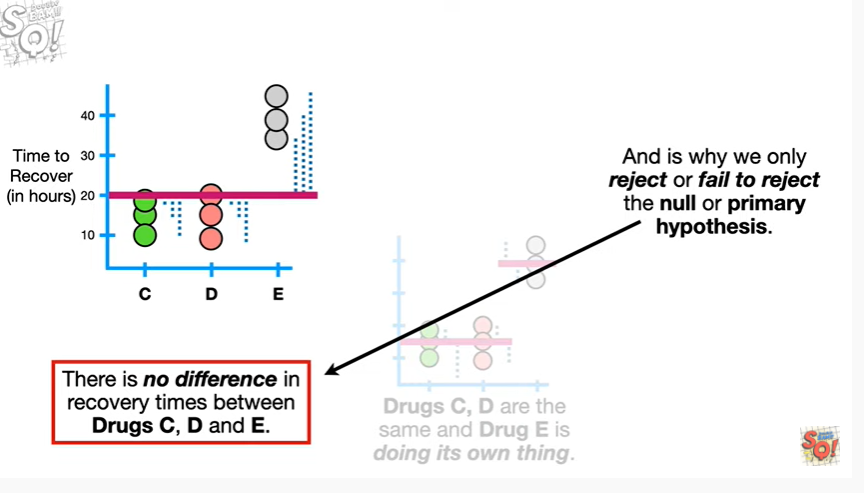 And is why we only
reject or fail to reject
the null or primary
hypothesis.
40
30
20
10
Time to
Recover
(in hours)
C
D
E
There is no difference in
recovery times between
Drugs C, D and E.
Drugs C, D are the
same and Drug E is
doing its own thing.
SQ!